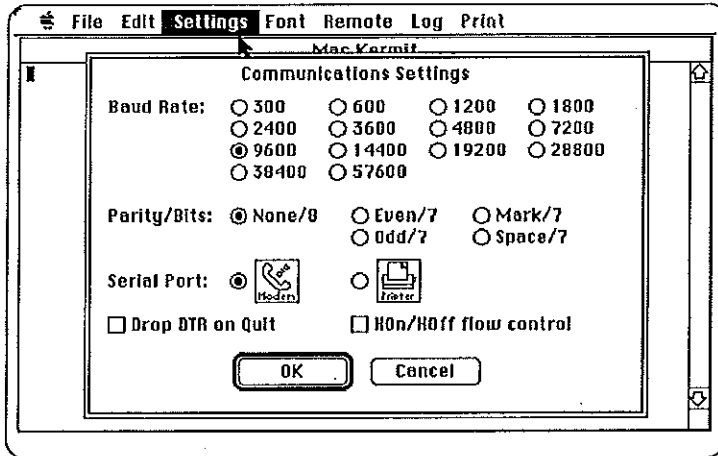 File Edit Settings Font Remote Log Print
Mac Kermit
Communications Settings
Baud Rate: 300 600 1200 1800
2400 3600 4800 7200
9600 14400 19200 28800
38400 57600
Parity/Bits: None/8 Even/7 Mark/7
Odd/7 Space/7
Serial Port: Modem Printer
Drop DTR on Quit XOn/XOff flow control
OK Cancel